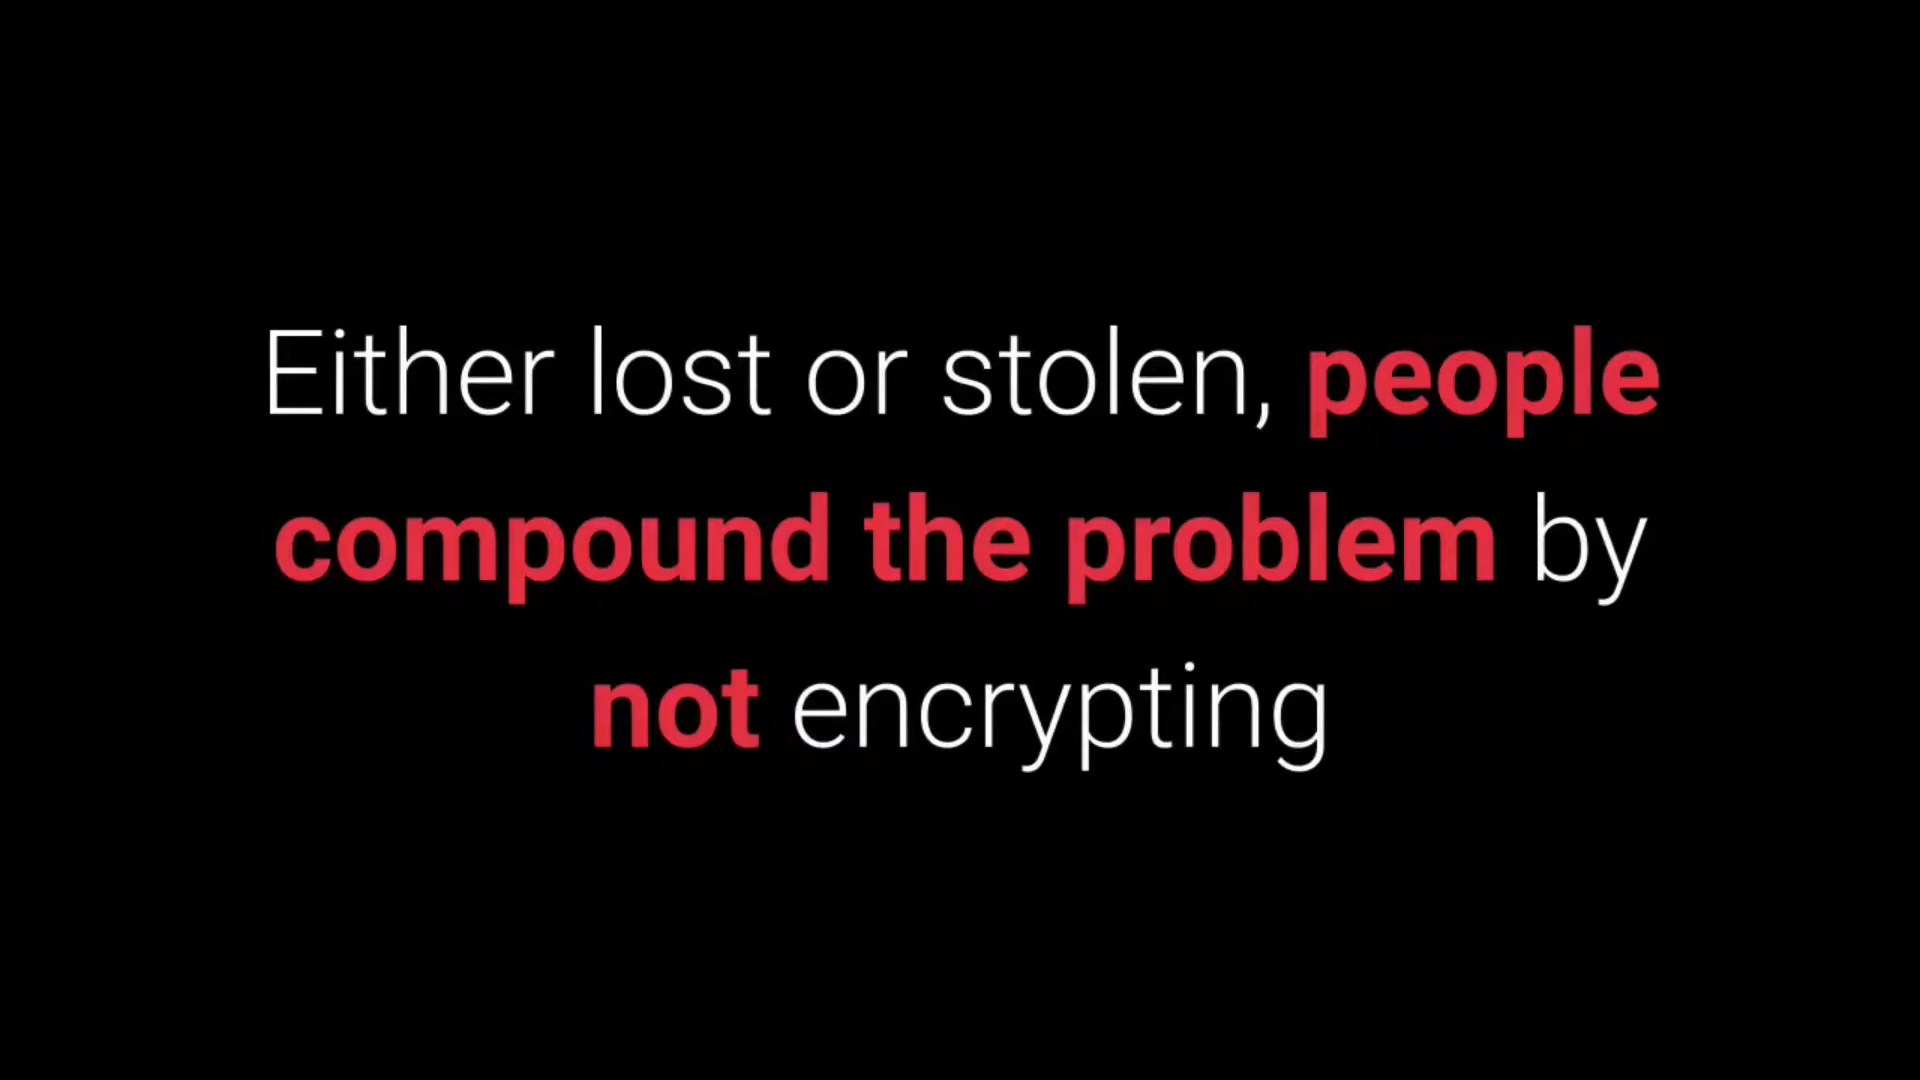 Either lost or stolen, people
compound the problem by
not encrypting